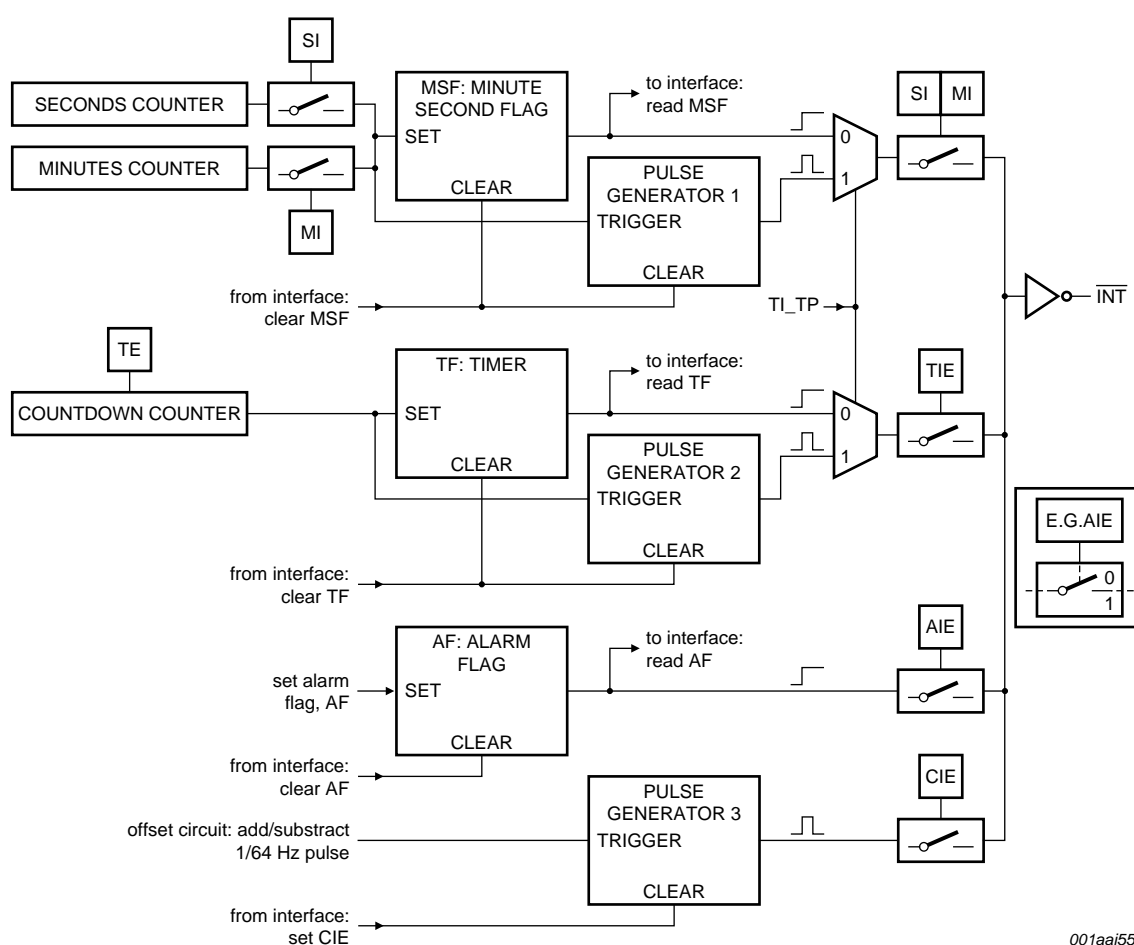 SI
SECONDS COUNTER
MINUTES COUNTER
MI
MSF: MINUTE
SECOND FLAG
SET
CLEAR
to interface:
read MSF
PULSE
GENERATOR 1
TRIGGER
CLEAR
0
1
SI MI
from interface:
clear MSF
TI_TP
INT
TE
COUNTDOWN COUNTER
TF: TIMER
SET
CLEAR
to interface:
read TF
PULSE
GENERATOR 2
TRIGGER
CLEAR
0
1
TIE
from interface:
clear TF
E.G.AIE
0
1
AF: ALARM
FLAG
SET
CLEAR
set alarm
flag, AF
to interface:
read AF
AIE
from interface:
clear AF
PULSE
GENERATOR 3
TRIGGER
CLEAR
CIE
offset circuit: add/substract
1/64 Hz pulse
from interface:
set CIE
001aai55